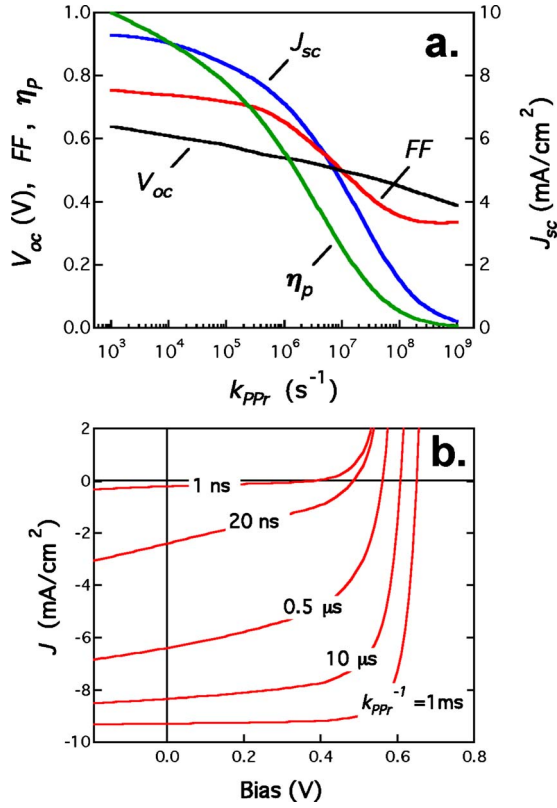 a.
V_oc (V), FF, η_p
1.0
0.8
0.6
0.4
0.2
0.0
J_sc
FF
V_oc
η_p
10
8
6
4
2
0
J_sc (mA/cm²)
10³ 10⁴ 10⁵ 10⁶ 10⁷ 10⁸ 10⁹
k_PPr (s⁻¹)
b.
J (mA/cm²)
2
0
-2
-4
-6
-8
-10
1 ns
20 ns
0.5 µs
10 µs
k_PPr⁻¹ =1ms
0.0 0.2 0.4 0.6 0.8
Bias (V)